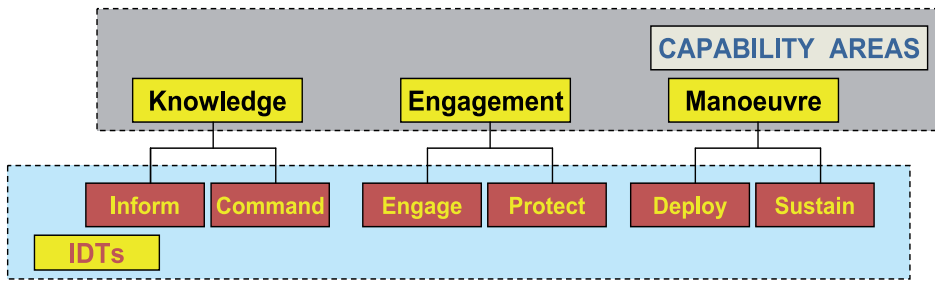 CAPABILITY AREAS
Knowledge
Engagement
Manoeuvre
Inform
Command
Engage
Protect
Deploy
Sustain
IDTs